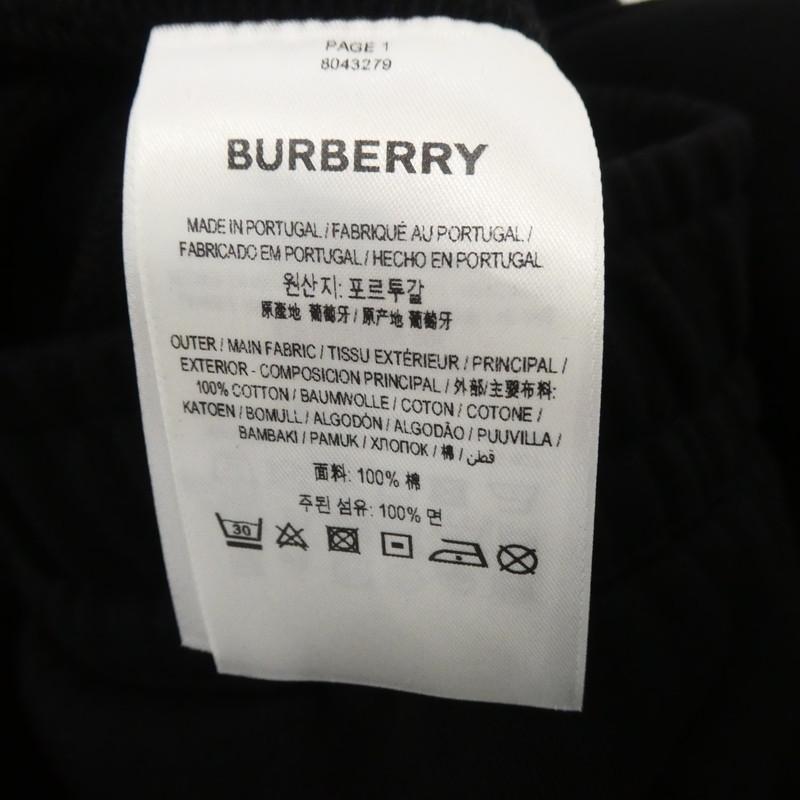 PAGE 1
8043279
BURBERRY
MADE IN PORTUGAL / FABRIQUÉ AU PORTUGAL /
FABRICADO EM PORTUGAL / HECHO EN PORTUGAL
원산지: 포르투갈
原產地 葡萄牙 / 原产地 葡萄牙
OUTER / MAIN FABRIC / TISSU EXTÉRIEUR / PRINCIPAL /
EXTERIOR - COMPOSICION PRINCIPAL / 外部/主要布料:
100% COTTON / BAUMWOLLE / COTON / COTONE /
KATOEN / BOMULL / ALGODÓN / ALGODÃO / PUUVILLA /
BAMBAKI / PAMUK / ХЛОПОК / 棉 / قطن
面料: 100% 棉
주된 섬유: 100% 면
30